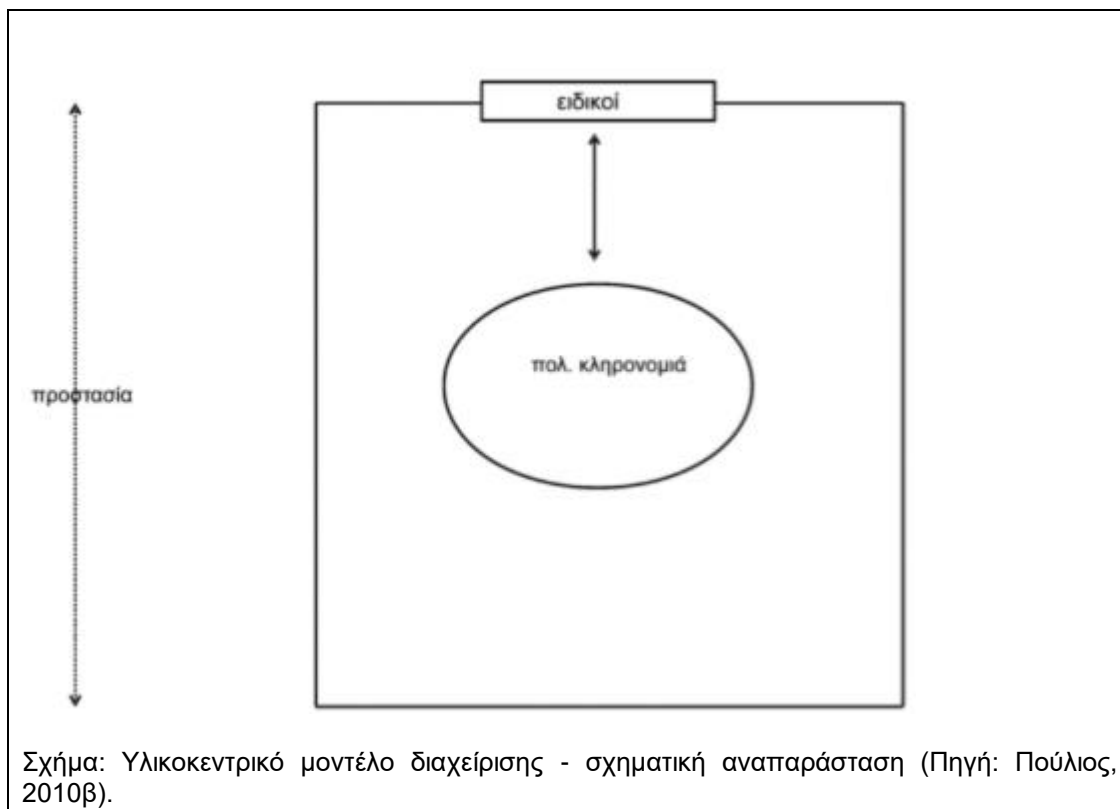 ειδικοί
πολ. κληρονομιά
προστασία
Σχήμα: Υλικοκεντρικό μοντέλο διαχείρισης - σχηματική αναπαράσταση (Πηγή: Πούλιος,
2010β).